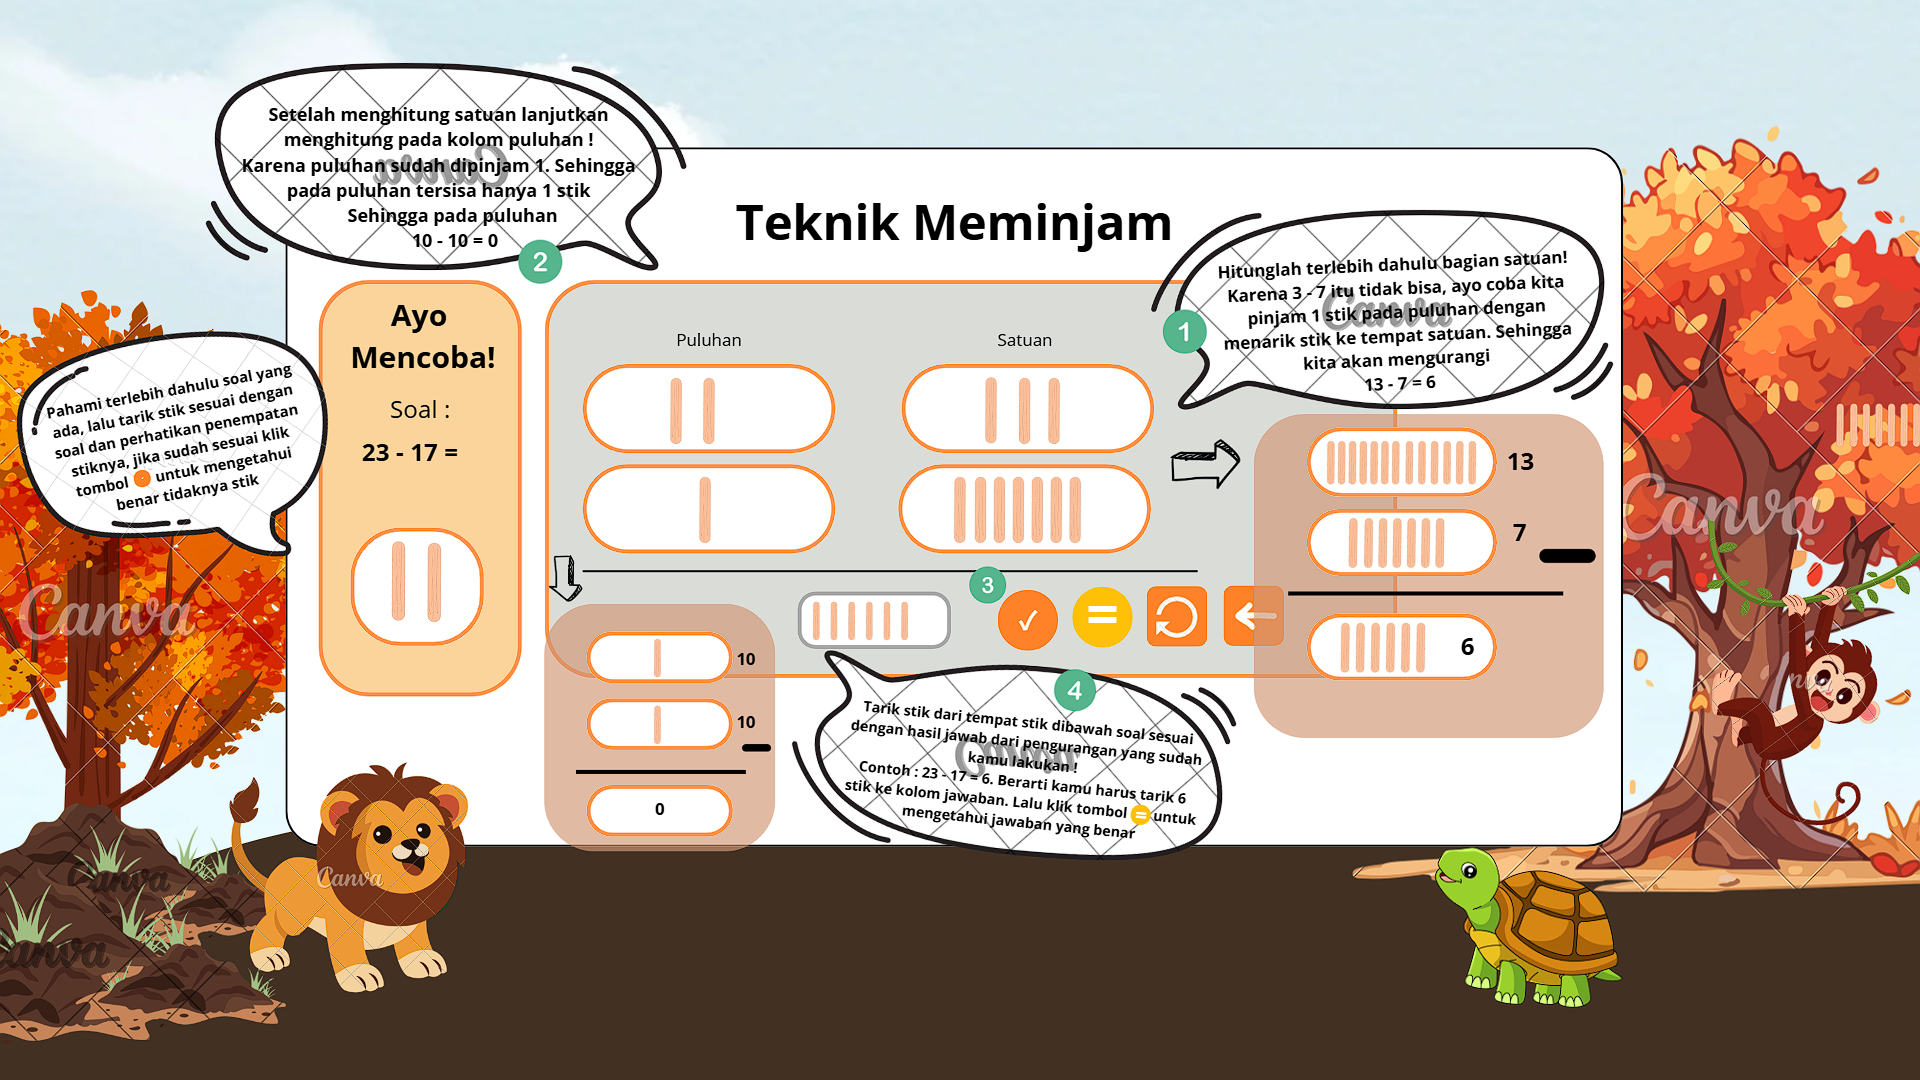 Setelah menghitung satuan lanjutkan
menghitung pada kolom puluhan !
Karena puluhan sudah dipinjam 1. Sehingga
pada puluhan tersisa hanya 1 stik
Sehingga pada puluhan
10 - 10 = 0
2
Teknik Meminjam
Hitunglah terlebih dahulu bagian satuan!
Karena 3 - 7 itu tidak bisa, ayo coba kita
pinjam 1 stik pada puluhan dengan
menarik stik ke tempat satuan. Sehingga
kita akan mengurangi
13 - 7 = 6
1
Pahami terlebih dahulu soal yang
ada, lalu tarik stik sesuai dengan
soal dan perhatikan penempatan
stiknya, jika sudah sesuai klik
tombol untuk mengetahui
benar tidaknya stik
Ayo
Mencoba!
Soal :
23 - 17 =
Puluhan
Satuan
13
7
6
3
10
10
0
4
Tarik stik dari tempat stik dibawah soal sesuai
dengan hasil jawab dari pengurangan yang sudah
kamu lakukan !
Contoh : 23 - 17 = 6. Berarti kamu harus tarik 6
stik ke kolom jawaban. Lalu klik tombol = untuk
mengetahui jawaban yang benar
Canva
Canva
Canva
Canva
Canva
Canva
Canva
Canva